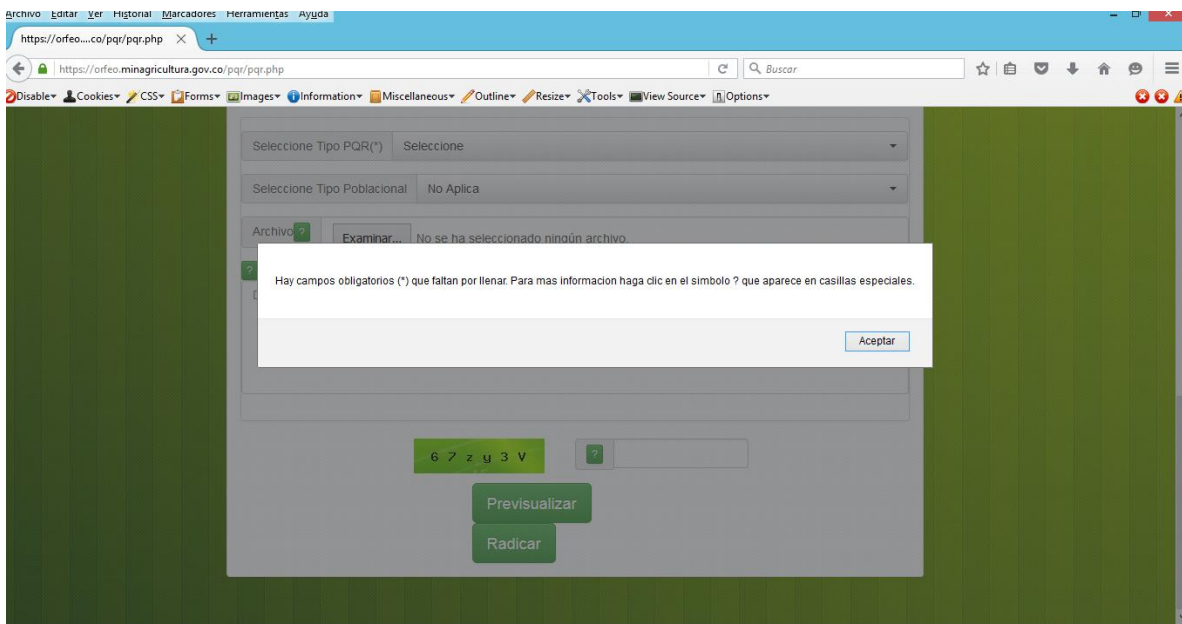 Archivo Editar Ver Historial Marcadores Herramientas Ayuda
https://orfeo....co/pqr/pqr.php
https://orfeo.minagricultura.gov.co/pqr/pqr.php
Buscar
Disable Cookies CSS Forms Images Information Miscellaneous Outline Resize Tools View Source Options
Seleccione Tipo PQR(*) Seleccione
Seleccione Tipo Poblacional No Aplica
Archivo ? Examinar... No se ha seleccionado ningún archivo
?
Hay campos obligatorios (*) que faltan por llenar. Para mas informacion haga clic en el simbolo ? que aparece en casillas especiales.
Aceptar
6 7 z y 3 V ?
Previsualizar
Radicar